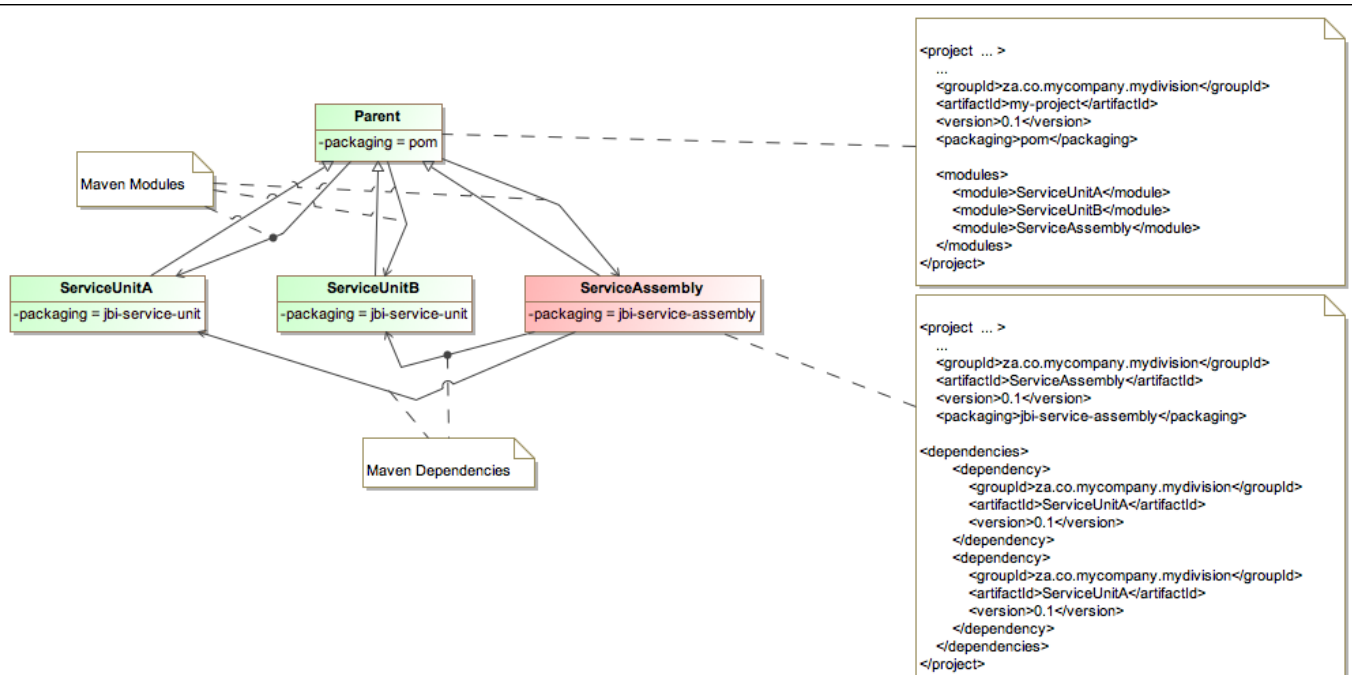 Parent
-packaging = pom
Maven Modules
ServiceUnitA
-packaging = jbi-service-unit
ServiceUnitB
-packaging = jbi-service-unit
ServiceAssembly
-packaging = jbi-service-assembly
Maven Dependencies
<project ... >
...
<groupId>za.co.mycompany.mydivision</groupId>
<artifactId>my-project</artifactId>
<version>0.1</version>
<packaging>pom</packaging>
<modules>
<module>ServiceUnitA</module>
<module>ServiceUnitB</module>
<module>ServiceAssembly</module>
</modules>
</project>
<project ... >
...
<groupId>za.co.mycompany.mydivision</groupId>
<artifactId>ServiceAssembly</artifactId>
<version>0.1</version>
<packaging>jbi-service-assembly</packaging>
<dependencies>
<dependency>
<groupId>za.co.mycompany.mydivision</groupId>
<artifactId>ServiceUnitA</artifactId>
<version>0.1</version>
</dependency>
<dependency>
<groupId>za.co.mycompany.mydivision</groupId>
<artifactId>ServiceUnitA</artifactId>
<version>0.1</version>
</dependency>
</dependencies>
</project>